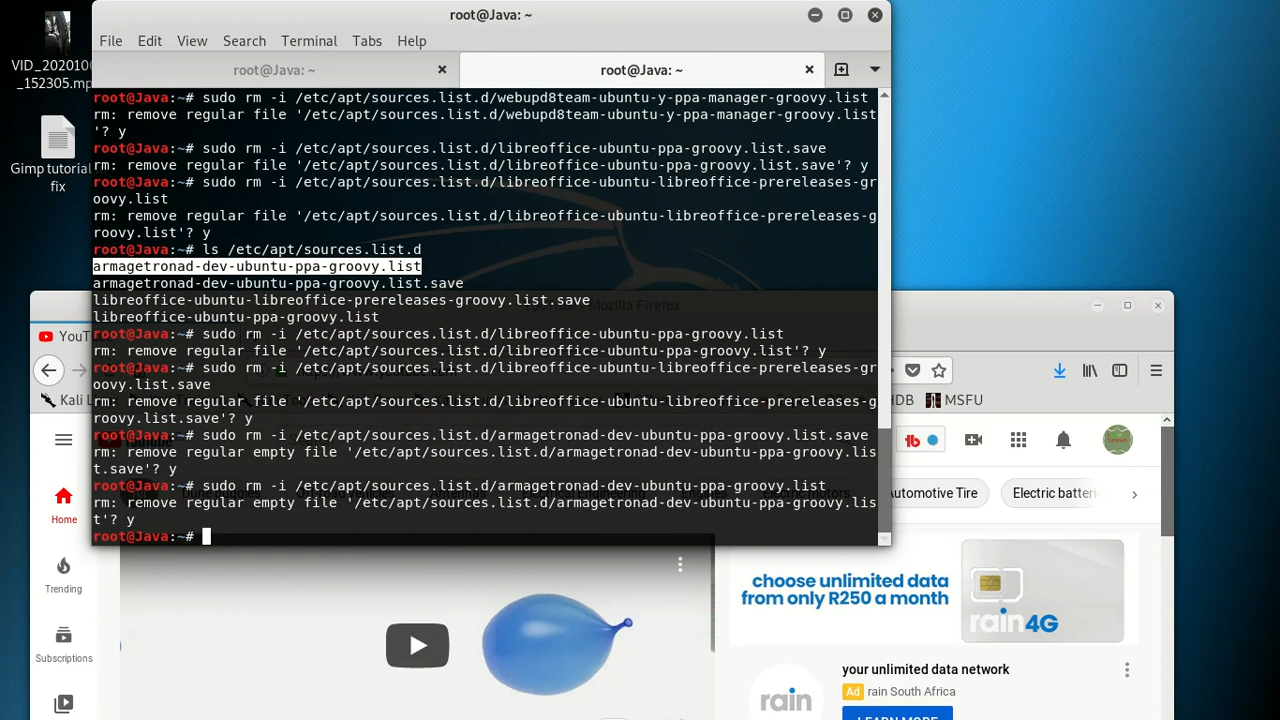 VID_2020100
_152305.mp
Gimp tutorial
fix
root@Java: ~
File Edit View Search Terminal Tabs Help
root@Java: ~
root@Java: ~
root@Java:~# sudo rm -i /etc/apt/sources.list.d/webupd8team-ubuntu-y-ppa-manager-groovy.list
rm: remove regular file '/etc/apt/sources.list.d/webupd8team-ubuntu-y-ppa-manager-groovy.list
'? y
root@Java:~# sudo rm -i /etc/apt/sources.list.d/libreoffice-ubuntu-ppa-groovy.list.save
rm: remove regular file '/etc/apt/sources.list.d/libreoffice-ubuntu-ppa-groovy.list.save'? y
root@Java:~# sudo rm -i /etc/apt/sources.list.d/libreoffice-ubuntu-libreoffice-prereleases-gr
oovy.list
rm: remove regular file '/etc/apt/sources.list.d/libreoffice-ubuntu-libreoffice-prereleases-g
roovy.list'? y
root@Java:~# ls /etc/apt/sources.list.d
armagetronad-dev-ubuntu-ppa-groovy.list
armagetronad-dev-ubuntu-ppa-groovy.list.save
libreoffice-ubuntu-libreoffice-prereleases-groovy.list.save
libreoffice-ubuntu-ppa-groovy.list
root@Java:~# sudo rm -i /etc/apt/sources.list.d/libreoffice-ubuntu-ppa-groovy.list
rm: remove regular file '/etc/apt/sources.list.d/libreoffice-ubuntu-ppa-groovy.list'? y
root@Java:~# sudo rm -i /etc/apt/sources.list.d/libreoffice-ubuntu-libreoffice-prereleases-gr
oovy.list.save
rm: remove regular file '/etc/apt/sources.list.d/libreoffice-ubuntu-libreoffice-prereleases-g
roovy.list.save'? y
root@Java:~# sudo rm -i /etc/apt/sources.list.d/armagetronad-dev-ubuntu-ppa-groovy.list.save
rm: remove regular empty file '/etc/apt/sources.list.d/armagetronad-dev-ubuntu-ppa-groovy.lis
t.save'? y
root@Java:~# sudo rm -i /etc/apt/sources.list.d/armagetronad-dev-ubuntu-ppa-groovy.list
rm: remove regular empty file '/etc/apt/sources.list.d/armagetronad-dev-ubuntu-ppa-groovy.lis
t'? y
root@Java:~#
Mozilla Firefox
YouT
Kali L
HDB MSFU
Automotive Tire
Electric batterie
Home
Trending
Subscriptions
choose unlimited data
from only R250 a month
rain4G
your unlimited data network
rain
Ad rain South Africa
LEARN MORE